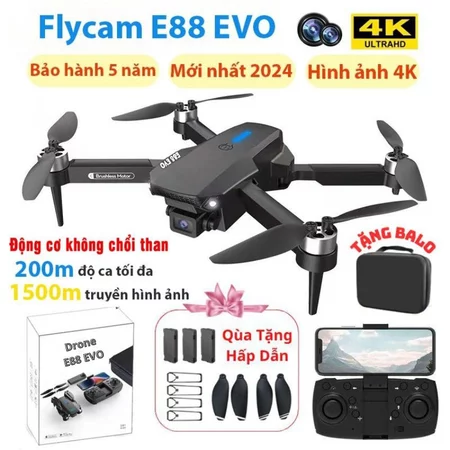 Flycam E88 EVO
4K
ULTRAHD
Bảo hành 5 năm
Mới nhất 2024
Hình ảnh 4K
E99 EVO
Brushless Motor
Động cơ không chổi than
200m độ ca tối đa
1500m truyền hình ảnh
TẶNG BALO
Drone
E88 EVO
Qùa Tặng
Hấp Dẫn